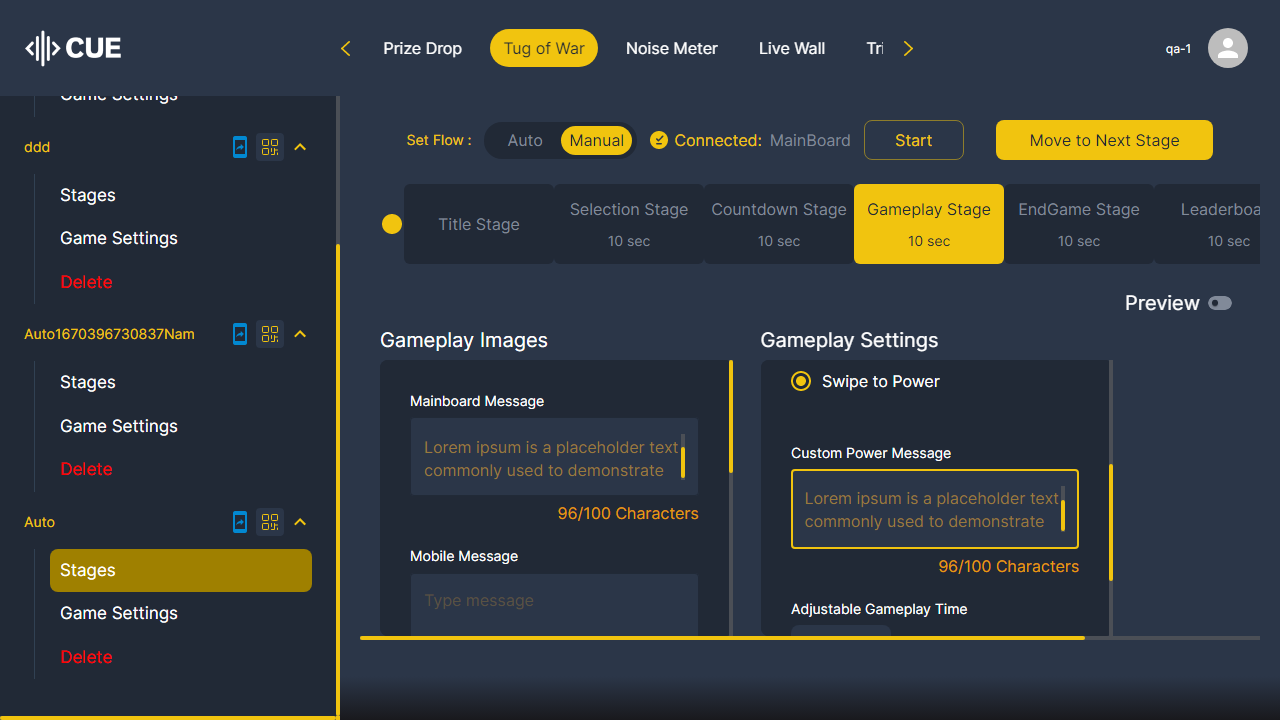 CUE
Prize Drop
Tug of War
Noise Meter
Live Wall
qa-1
Game Settings
ddd
Stages
Game Settings
Delete
Auto1670396730837Nam
Stages
Game Settings
Delete
Auto
Stages
Game Settings
Delete
Set Flow :
Auto
Manual
Connected: MainBoard
Start
Move to Next Stage
Title Stage
Selection Stage
10 sec
Countdown Stage
10 sec
Gameplay Stage
10 sec
EndGame Stage
10 sec
Leaderboa
10 sec
Preview
Gameplay Images
Mainboard Message
Lorem ipsum is a placeholder text
commonly used to demonstrate
96/100 Characters
Mobile Message
Type message
Gameplay Settings
Swipe to Power
Custom Power Message
Lorem ipsum is a placeholder text
commonly used to demonstrate
96/100 Characters
Adjustable Gameplay Time